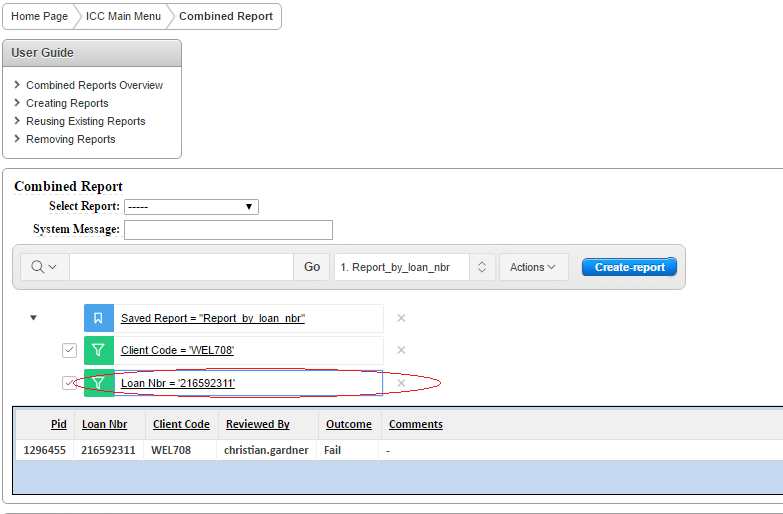 Home Page ICC Main Menu Combined Report
User Guide
Combined Reports Overview
Creating Reports
Reusing Existing Reports
Removing Reports
Combined Report
Select Report: -----
System Message:
Go 1. Report_by_loan_nbr Actions Create-report
Saved Report = "Report_by_loan_nbr"
Client Code = 'WEL708'
Loan Nbr = '216592311'
Pid Loan Nbr Client Code Reviewed By Outcome Comments
1296455 216592311 WEL708 christian.gardner Fail -